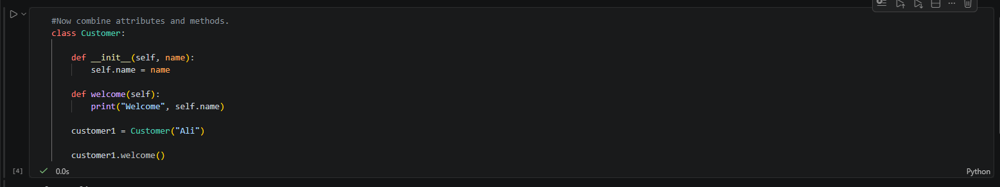 #Now combine attributes and methods.
class Customer:
    def __init__(self, name):
        self.name = name
    def welcome(self):
        print("Welcome", self.name)
    customer1 = Customer("Ali")
    customer1.welcome()
[4] 0.0s Python